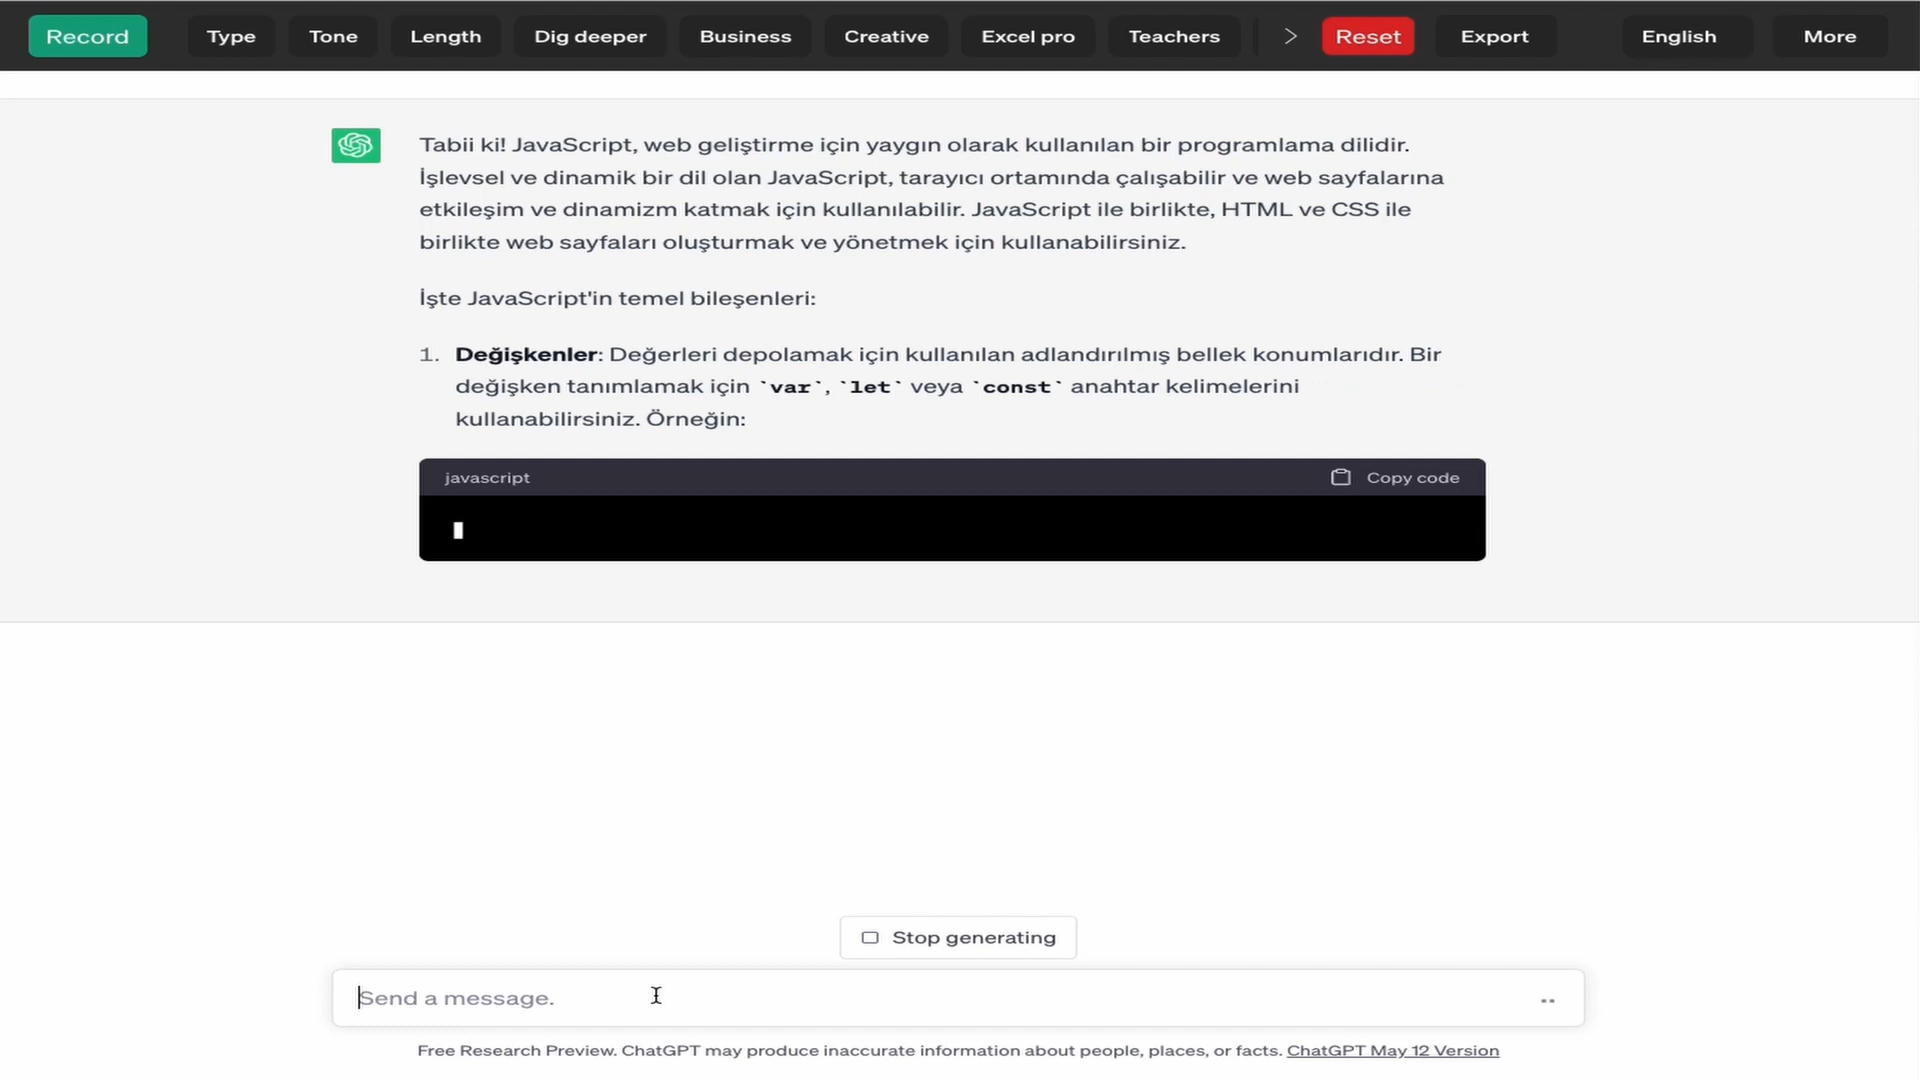 Record Type Tone Length Dig deeper Business Creative Excel pro Teachers Reset Export English More
Tabii ki! JavaScript, web geliştirme için yaygın olarak kullanılan bir programlama dilidir.
İşlevsel ve dinamik bir dil olan JavaScript, tarayıcı ortamında çalışabilir ve web sayfalarına
etkileşim ve dinamizm katmak için kullanılabilir. JavaScript ile birlikte, HTML ve CSS ile
birlikte web sayfaları oluşturmak ve yönetmek için kullanabilirsiniz.
İşte JavaScript'in temel bileşenleri:
1. Değişkenler: Değerleri depolamak için kullanılan adlandırılmış bellek konumlarıdır. Bir
değişken tanımlamak için `var`, `let` veya `const` anahtar kelimelerini
kullanabilirsiniz. Örneğin:
javascript Copy code
Stop generating
Send a message.
Free Research Preview. ChatGPT may produce inaccurate information about people, places, or facts. ChatGPT May 12 Version